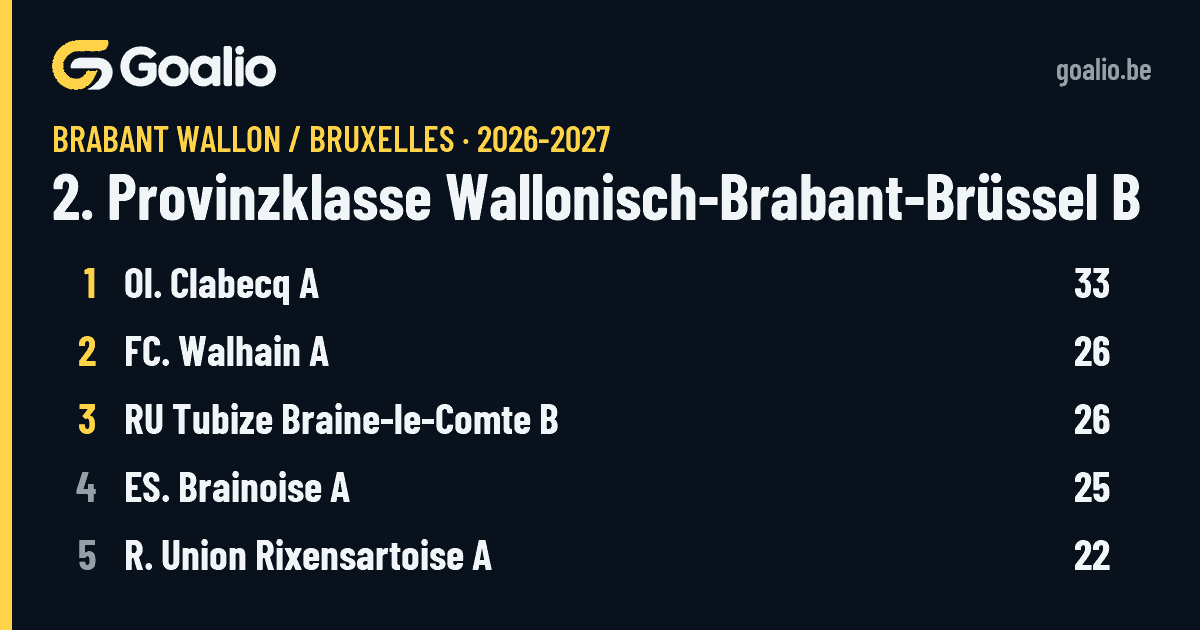 Goalio
goalio.be
BRABANT WALLON / BRUXELLES · 2026-2027
2. Provinzklasse Wallonisch-Brabant-Brüssel B
1 Ol. Clabecq A 33
2 FC. Walhain A 26
3 RU Tubize Braine-le-Comte B 26
4 ES. Brainoise A 25
5 R. Union Rixensartoise A 22